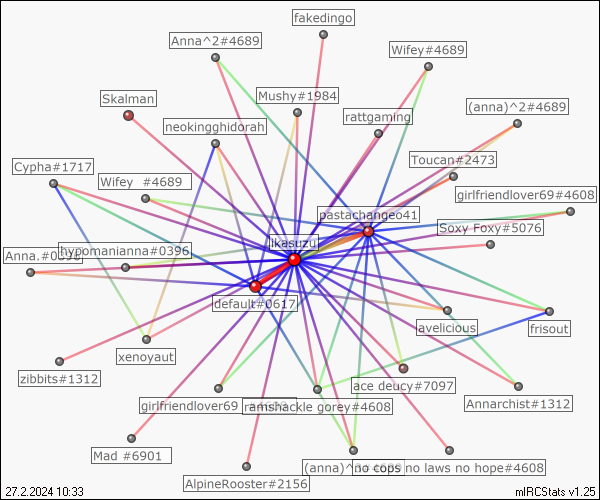 fakedingo
Anna^2#4689
Wifey#4689
Skalman
Mushy#1984
(anna)^2#4689
neokingghidorah
rattgaming
Toucan#2473
Cypha#1717
Wifey #4689
girlfriendlover69#4608
pastachangeo41
Soxy Foxy#5076
likasuzu
Anna.#0394
hypomanianna#0396
default#0617
avelicious
frisout
xenoyaut
zibbits#1312
ace deucy#7097
girlfriendlover69
ramshackle gorey#4608
Annarchist#1312
Mad #6901
(anna)^
no cops no laws no hope#4608
AlpineRooster#2156
27.2.2024 10:33
mIRCStats v1.25